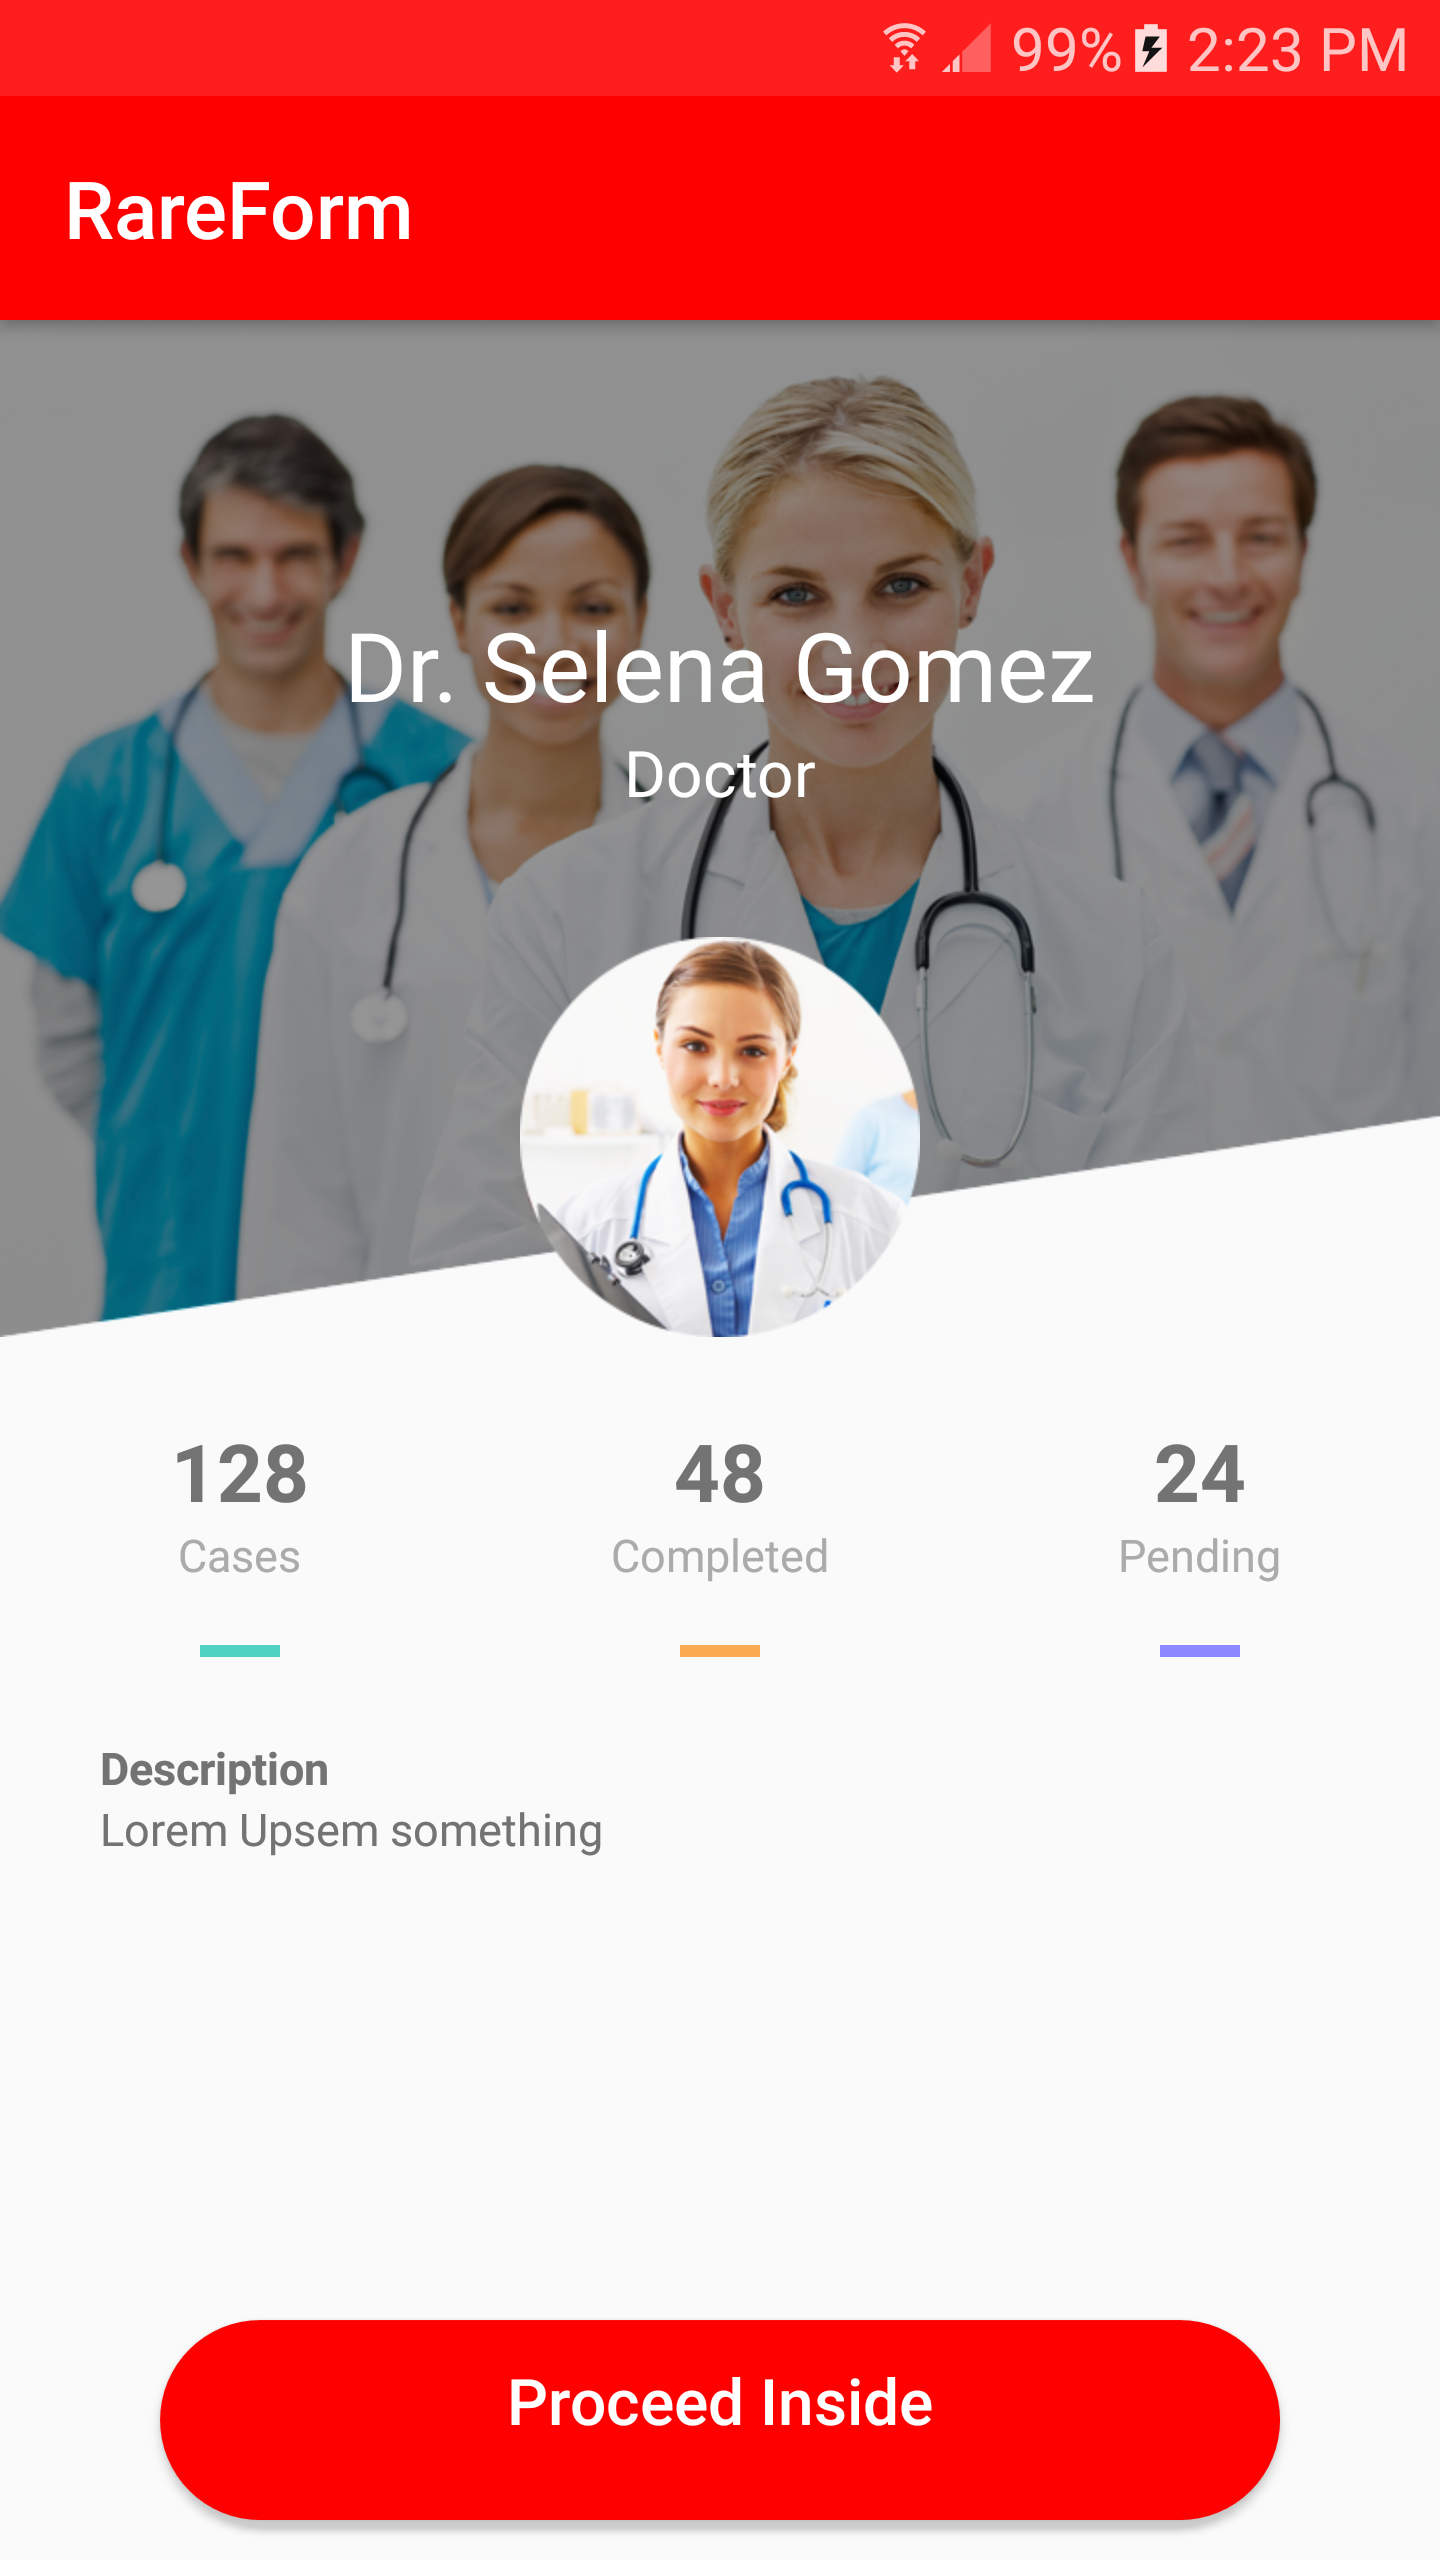 99% 2:23 PM
RareForm
Dr. Selena Gomez
Doctor
128 48 24
Cases Completed Pending
Description
Lorem Upsem something
Proceed Inside